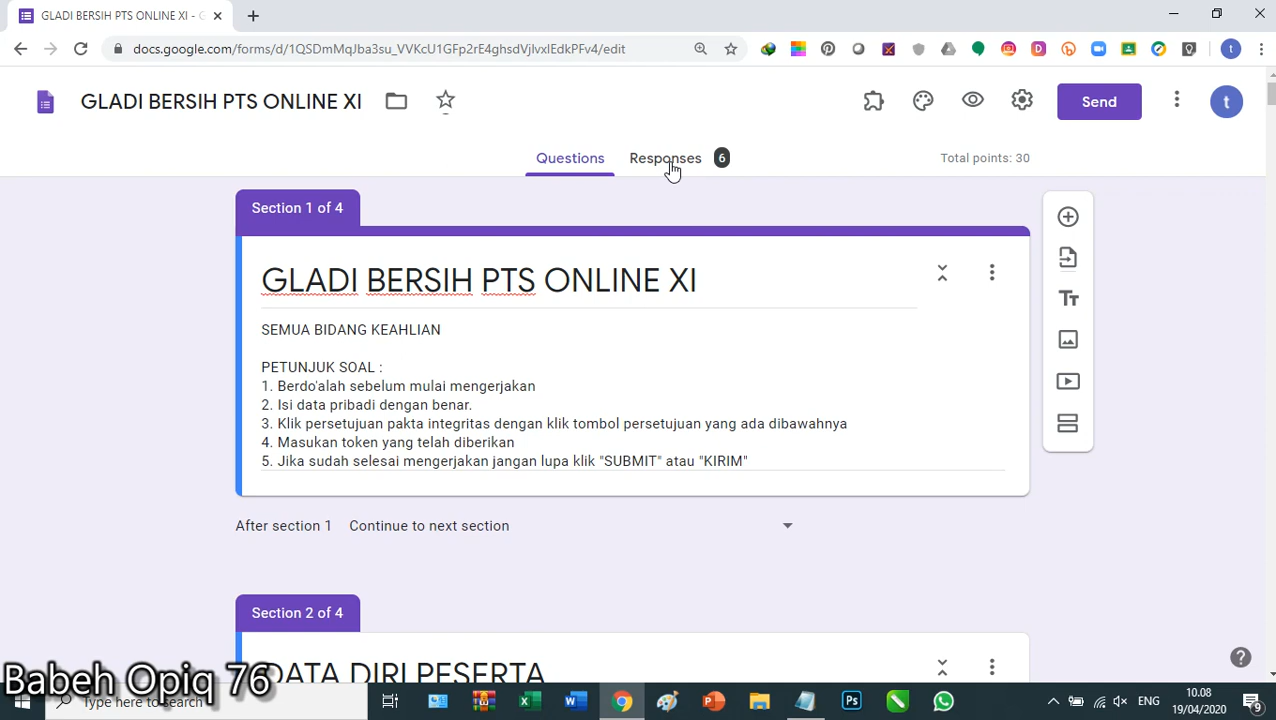 GLADI BERSIH PTS ONLINE XI - G
docs.google.com/forms/d/1QSDmMqJba3su_VVKcU1GFp2rE4ghsdVjIvxIEdkPFv4/edit
GLADI BERSIH PTS ONLINE XI
Send
t
Questions
Responses
6
Total points: 30
Section 1 of 4
GLADI BERSIH PTS ONLINE XI
SEMUA BIDANG KEAHLIAN
PETUNJUK SOAL :
1. Berdo'alah sebelum mulai mengerjakan
2. Isi data pribadi dengan benar.
3. Klik persetujuan pakta integritas dengan klik tombol persetujuan yang ada dibawahnya
4. Masukan token yang telah diberikan
5. Jika sudah selesai mengerjakan jangan lupa klik "SUBMIT" atau "KIRIM"
After section 1 Continue to next section
Section 2 of 4
DATA DIRI PESERTA
Babeh Opiq 76
Type here to search
ENG
10.08
19/04/2020
9